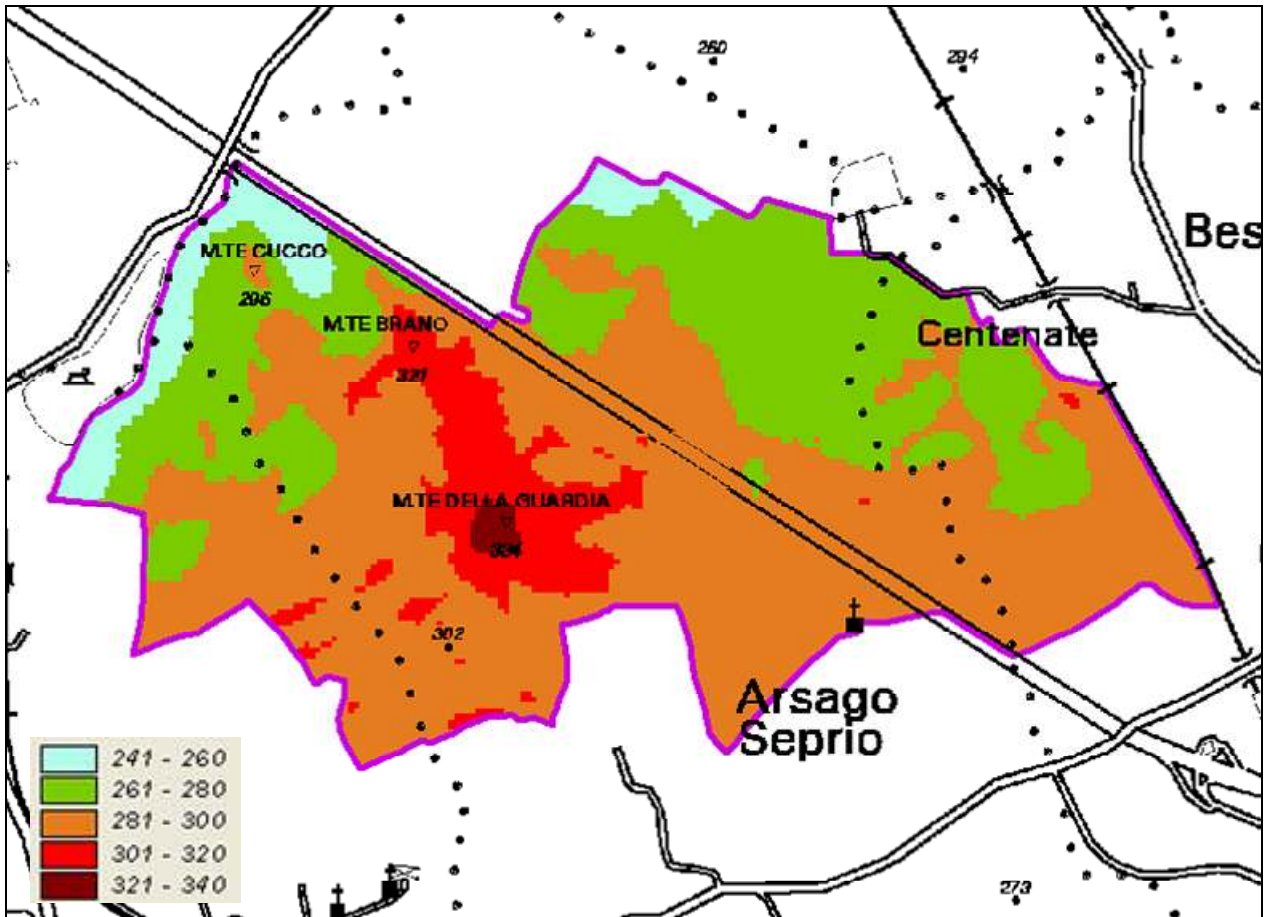 260
294
Bes
M.TE CUCCO
296
M.TE BRANO
321
Centenate
M.TE DELLA GUARDIA
334
302
Arsago
Seprio
241 - 260
261 - 280
281 - 300
301 - 320
321 - 340
273